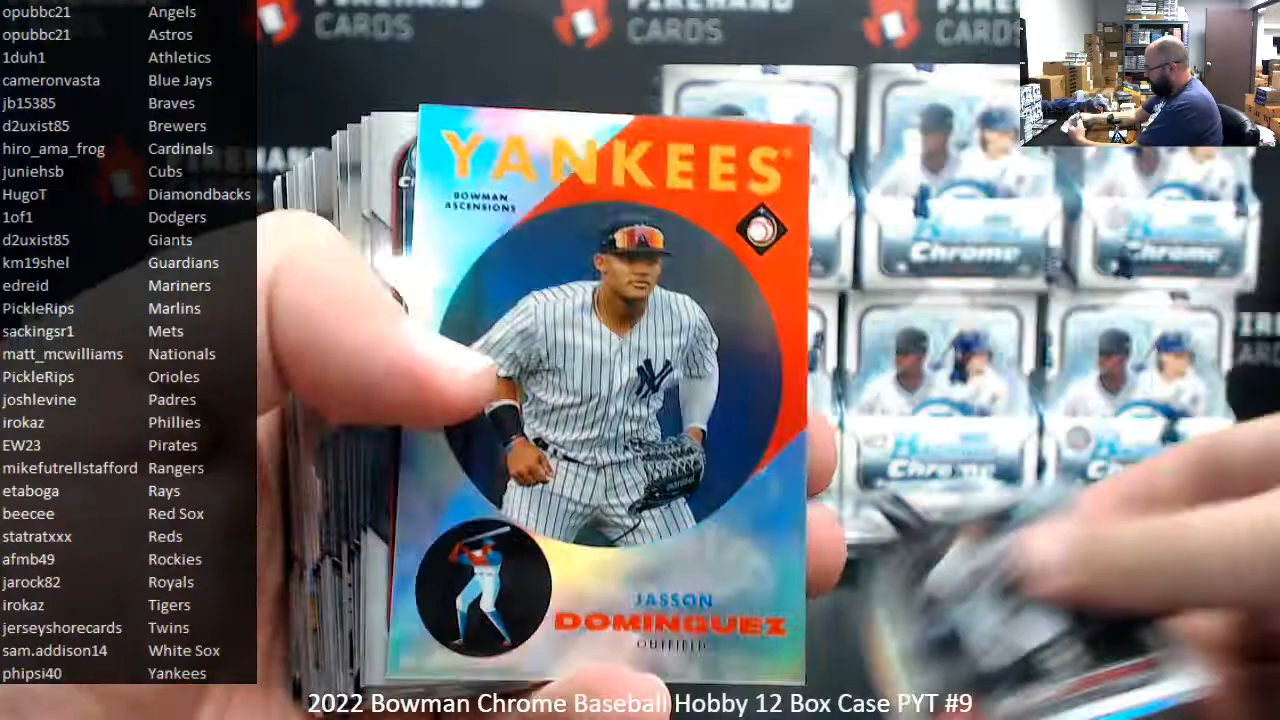 opubbc21 Angels
opubbc21 Astros
1duh1 Athletics
cameronvasta Blue Jays
jb15385 Braves
d2uxist85 Brewers
hiro_ama_frog Cardinals
juniehsb Cubs
HugoT Diamondbacks
1of1 Dodgers
d2uxist85 Giants
km19shel Guardians
edreid Mariners
PickleRips Marlins
sackingsr1 Mets
matt_mcwilliams Nationals
PickleRips Orioles
joshlevine Padres
irokaz Phillies
EW23 Pirates
mikefutrellstafford Rangers
etaboga Rays
beecee Red Sox
statratxxx Reds
afmb49 Rockies
jarock82 Royals
irokaz Tigers
jerseyshorecards Twins
sam.addison14 White Sox
phipsi40 Yankees
CARDS
CARDS
YANKEES
BOWMAN
ASCENSIONS
JASSON
DOMINGUEZ
OUTFIELD
Chrome
Chrome
Chrome
2022 Bowman Chrome Baseball Hobby 12 Box Case PYT #9